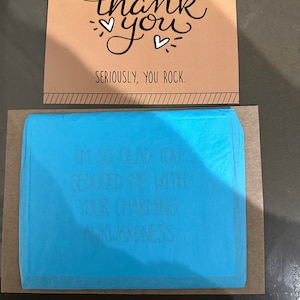 thank
you
SERIOUSLY, YOU ROCK.
I'M SO GLAD YOU
SEDUCED ME WITH
YOUR CHARMING
AWKWARDNESS